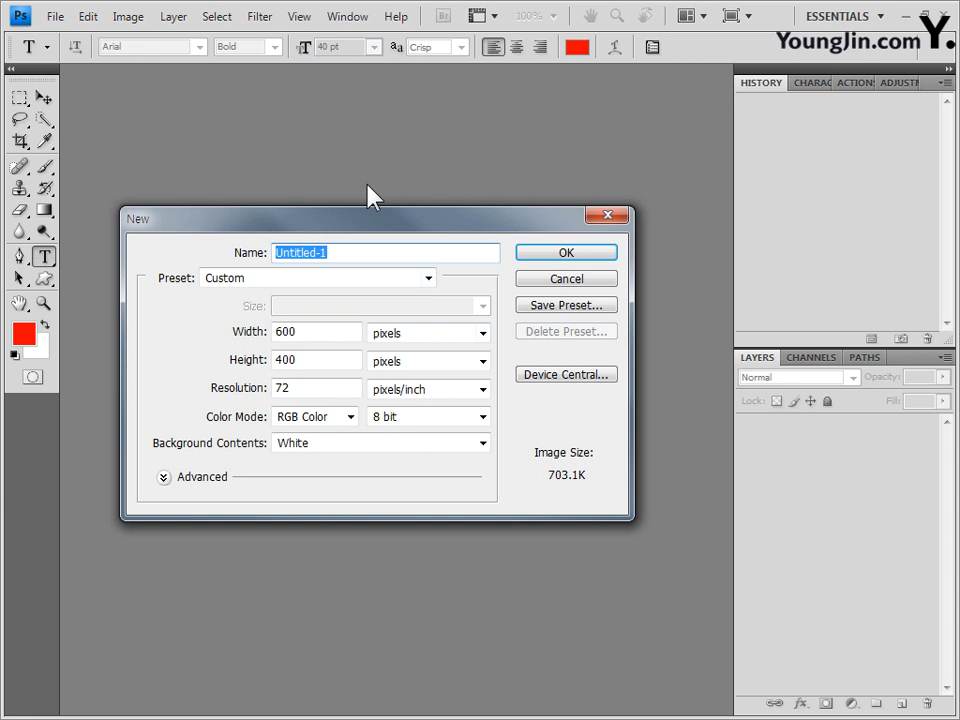 Ps File Edit Image Layer Select Filter View Window Help Br 100% ESSENTIALS
YoungJin.com Y.
T T Arial Bold T 40 pt aa Crisp
HISTORY CHARAC ACTIONS ADJUSTM
New
Name: Untitled-1 OK
Preset: Custom Cancel
Size: Save Preset...
Width: 600 pixels Delete Preset...
Height: 400 pixels
Resolution: 72 pixels/inch Device Central...
Color Mode: RGB Color 8 bit
Background Contents: White
Image Size:
703.1K
Advanced
LAYERS CHANNELS PATHS
Normal Opacity:
Lock: Fill:
fx